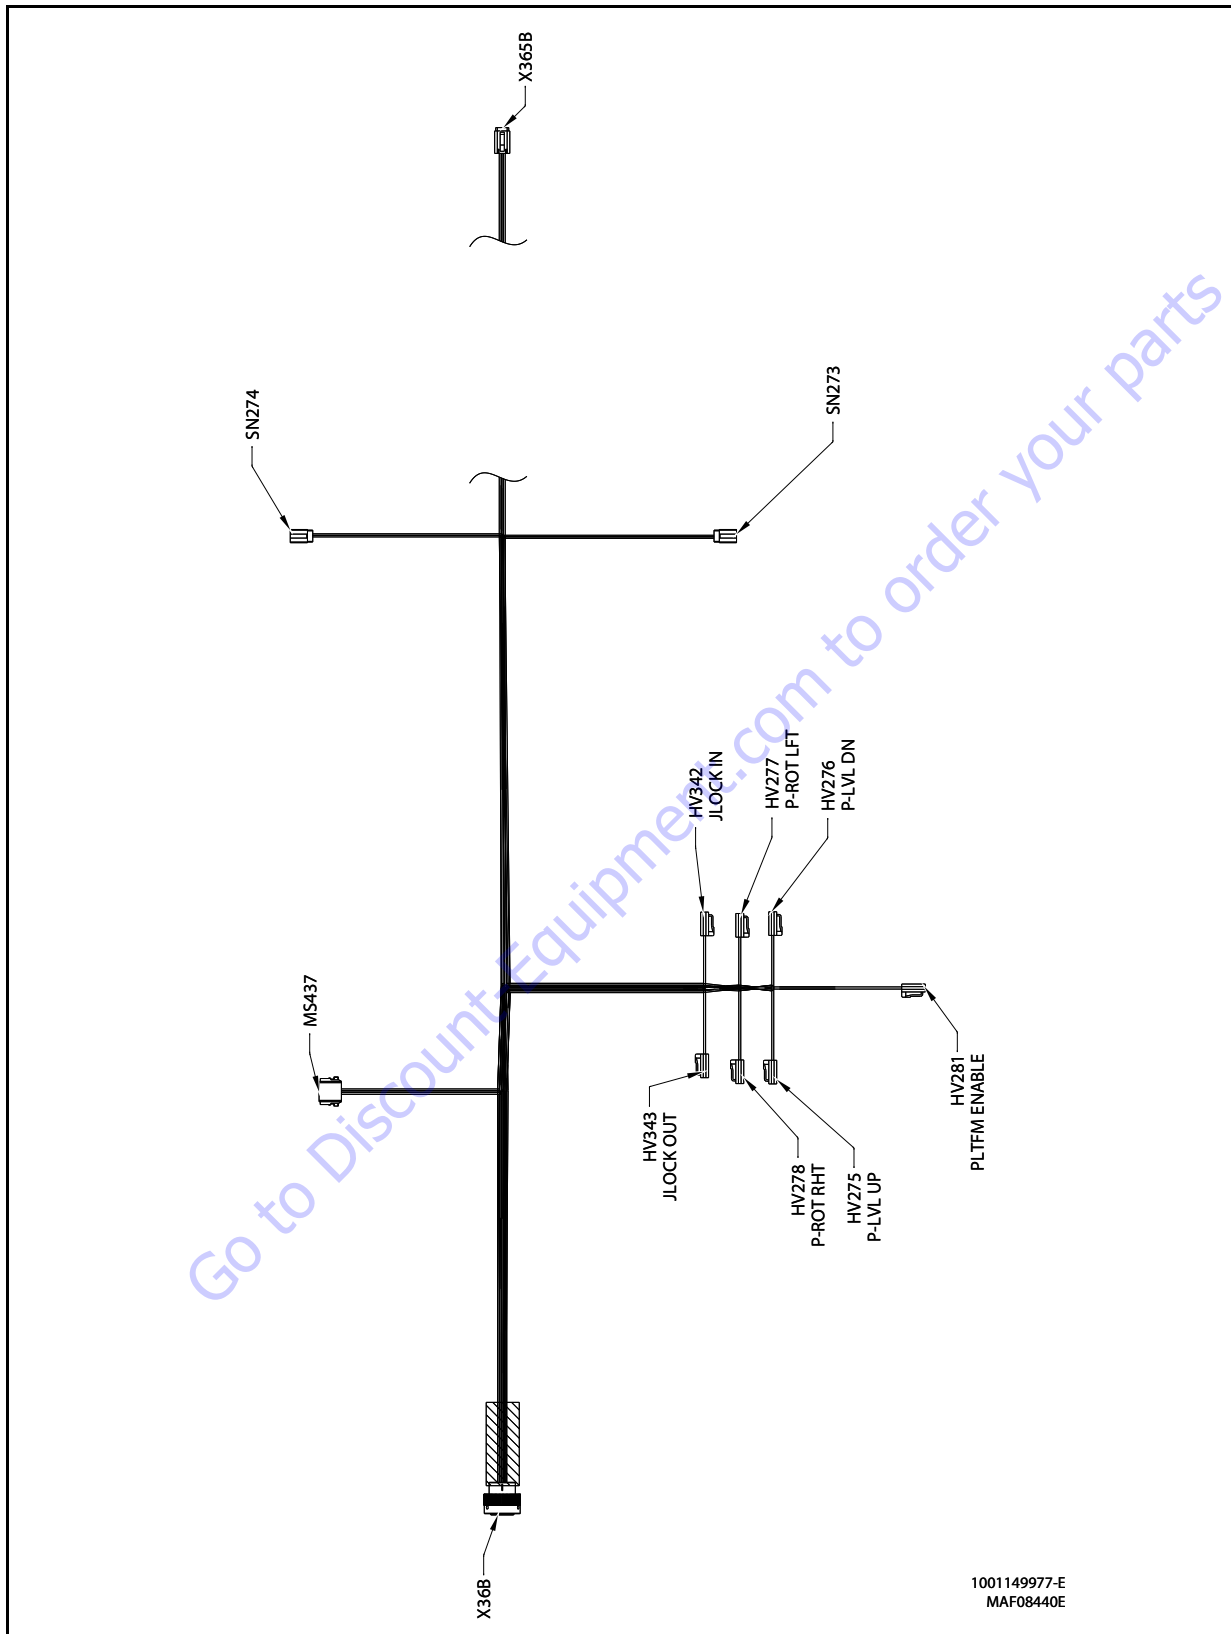 X365B
SN274
SN273
HV342
JLOCK IN
HV277
P-ROT LFT
HV276
P-LVL DN
MS437
HV343
JLOCK OUT
HV278
P-ROT RHT
HV275
P-LVL UP
HV281
PLTFM ENABLE
X36B
Go to Discount-Equipment.com to order your parts
1001149977-E
MAF08440E